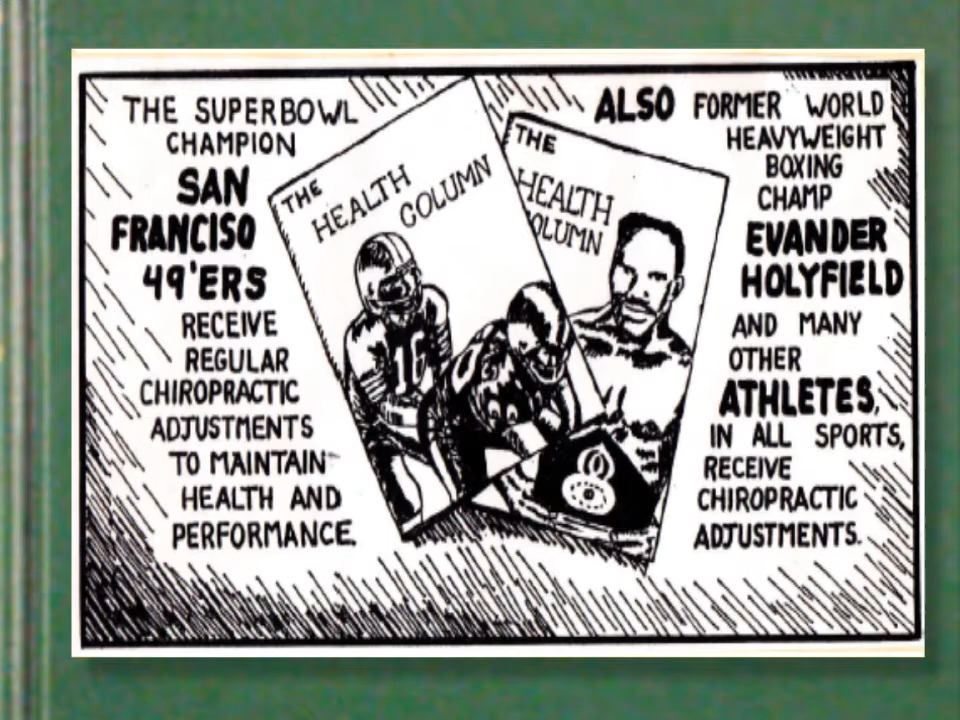 THE SUPERBOWL
CHAMPION
SAN
FRANCISO
49'ERS
RECEIVE
REGULAR
CHIROPRACTIC
ADJUSTMENTS
TO MAINTAIN
HEALTH AND
PERFORMANCE.
THE
HEALTH
COLUMN
16
THE
HEALTH
COLUMN
ALSO FORMER WORLD
HEAVYWEIGHT
BOXING
CHAMP
EVANDER
HOLYFIELD
AND MANY
OTHER
ATHLETES,
IN ALL SPORTS,
RECEIVE
CHIROPRACTIC
ADJUSTMENTS.